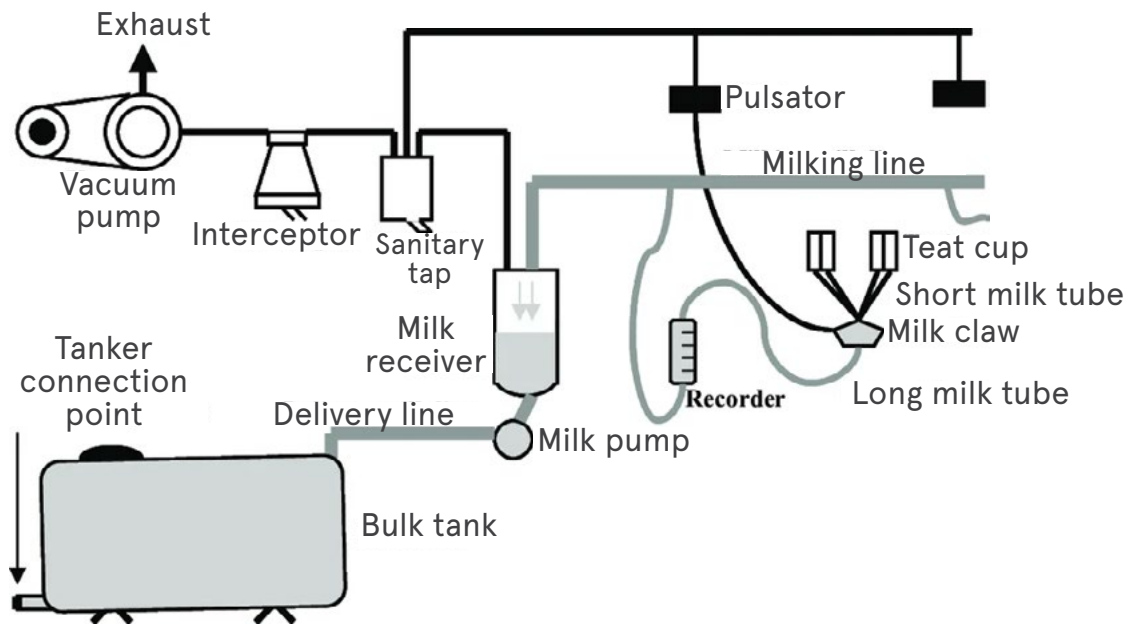 Exhaust
Vacuum
pump
Interceptor
Sanitary
tap
Pulsator
Milking line
Teat cup
Short milk tube
Milk claw
Long milk tube
Recorder
Milk
receiver
Tanker
connection
point
Delivery line
Milk pump
Bulk tank